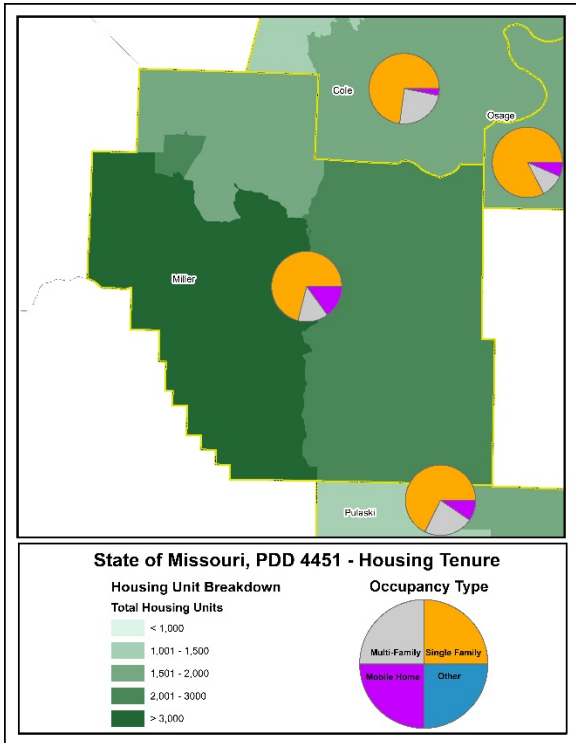 Cole
Osage
Miller
Pulaski
State of Missouri, PDD 4451 - Housing Tenure
Housing Unit Breakdown
Total Housing Units
< 1,000
1,001 - 1,500
1,501 - 2,000
2,001 - 3000
> 3,000
Occupancy Type
Multi-Family Single Family
Mobile Home Other